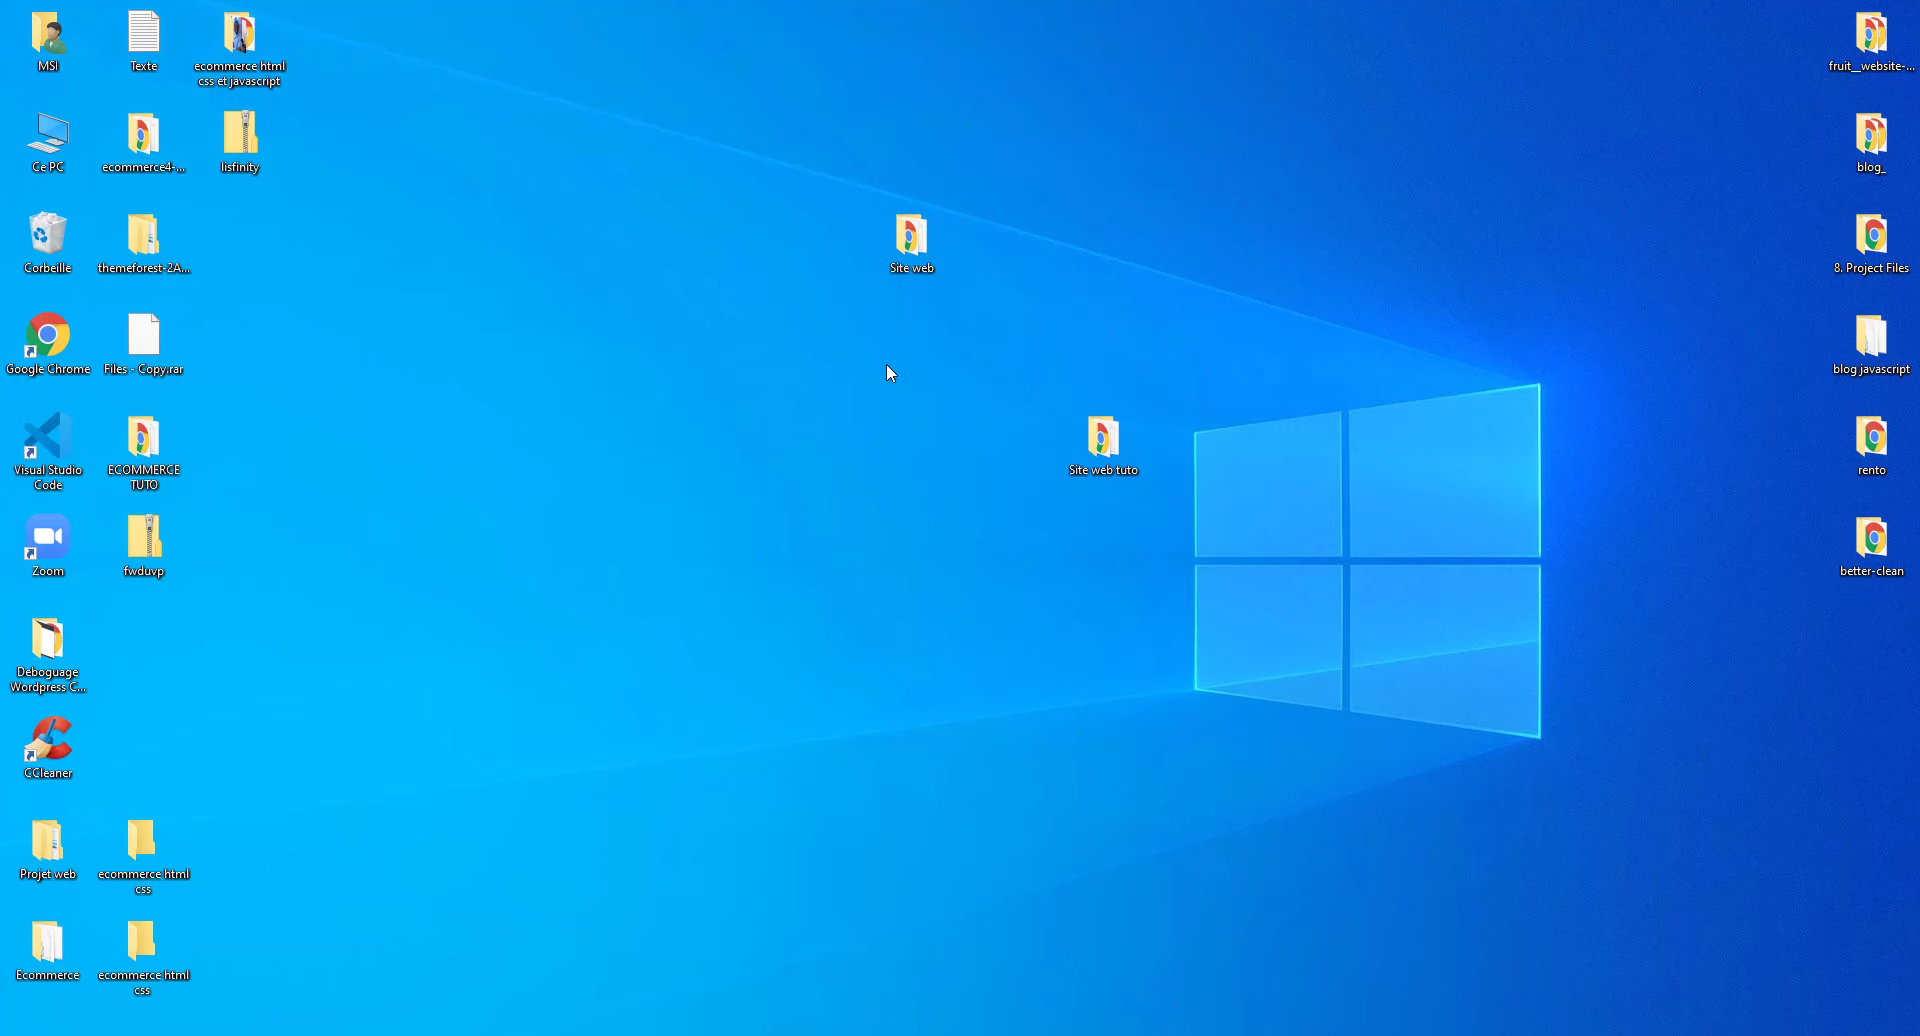 MSI
Texte
ecommerce html
css et javascript
fruit__website-...
Ce PC
ecommerce4-...
lisfinity
blog_
Corbeille
themeforest-2A...
Site web
8. Project Files
Google Chrome
Files - Copy.rar
blog javascript
Visual Studio
Code
ECOMMERCE
TUTO
Site web tuto
rento
Zoom
fwduvp
better-clean
Deboguage
Wordpress C...
CCleaner
Projet web
ecommerce html
css
Ecommerce
ecommerce html
css